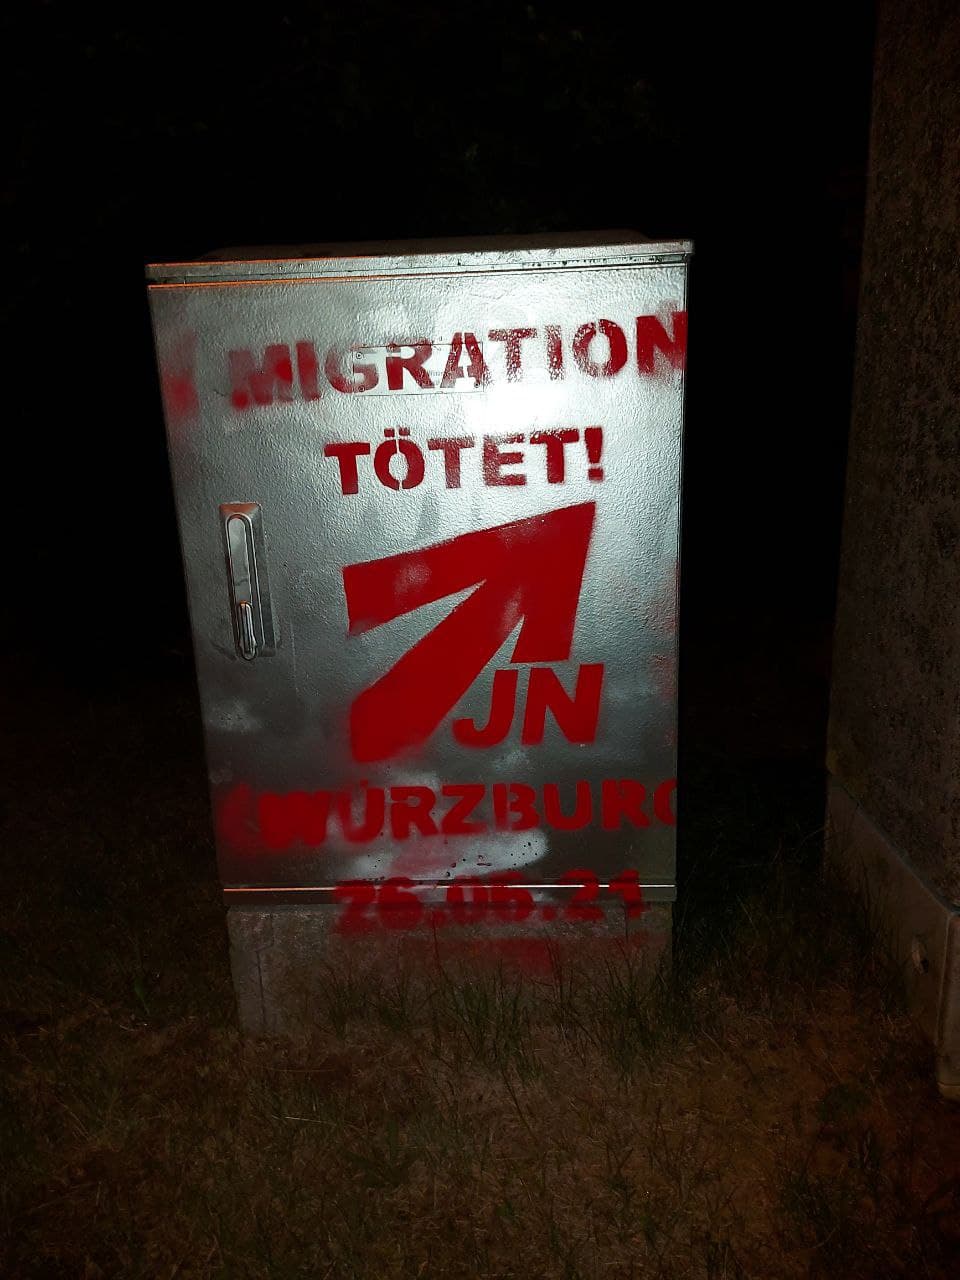 MIGRATION
TÖTET!
JN
WÜRZBURG
26.06.21